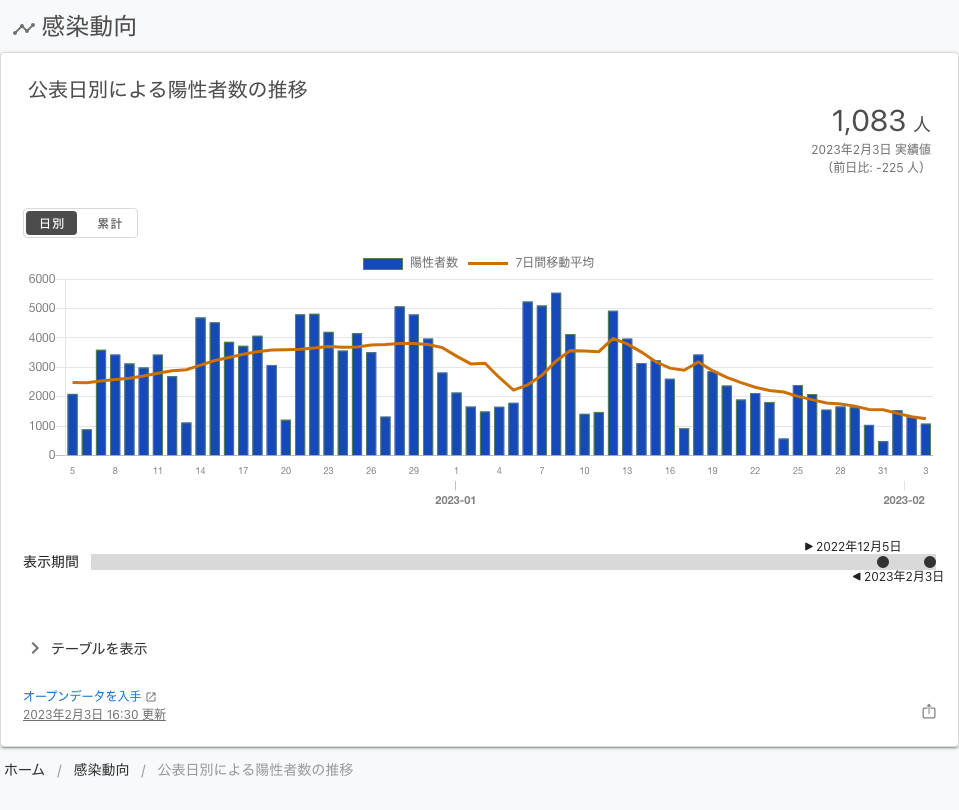 感染動向
公表日別による陽性者数の推移
1,083 人
2023年2月3日 実績値
（前日比: -225 人）
日別 累計
陽性者数 7日間移動平均
6000
5000
4000
3000
2000
1000
0
5 8 11 14 17 20 23 26 29 1 4 7 10 13 16 19 22 25 28 31 3
2023-01 2023-02
2022年12月5日
表示期間
2023年2月3日
テーブルを表示
オープンデータを入手
2023年2月3日 16:30 更新
ホーム / 感染動向 / 公表日別による陽性者数の推移